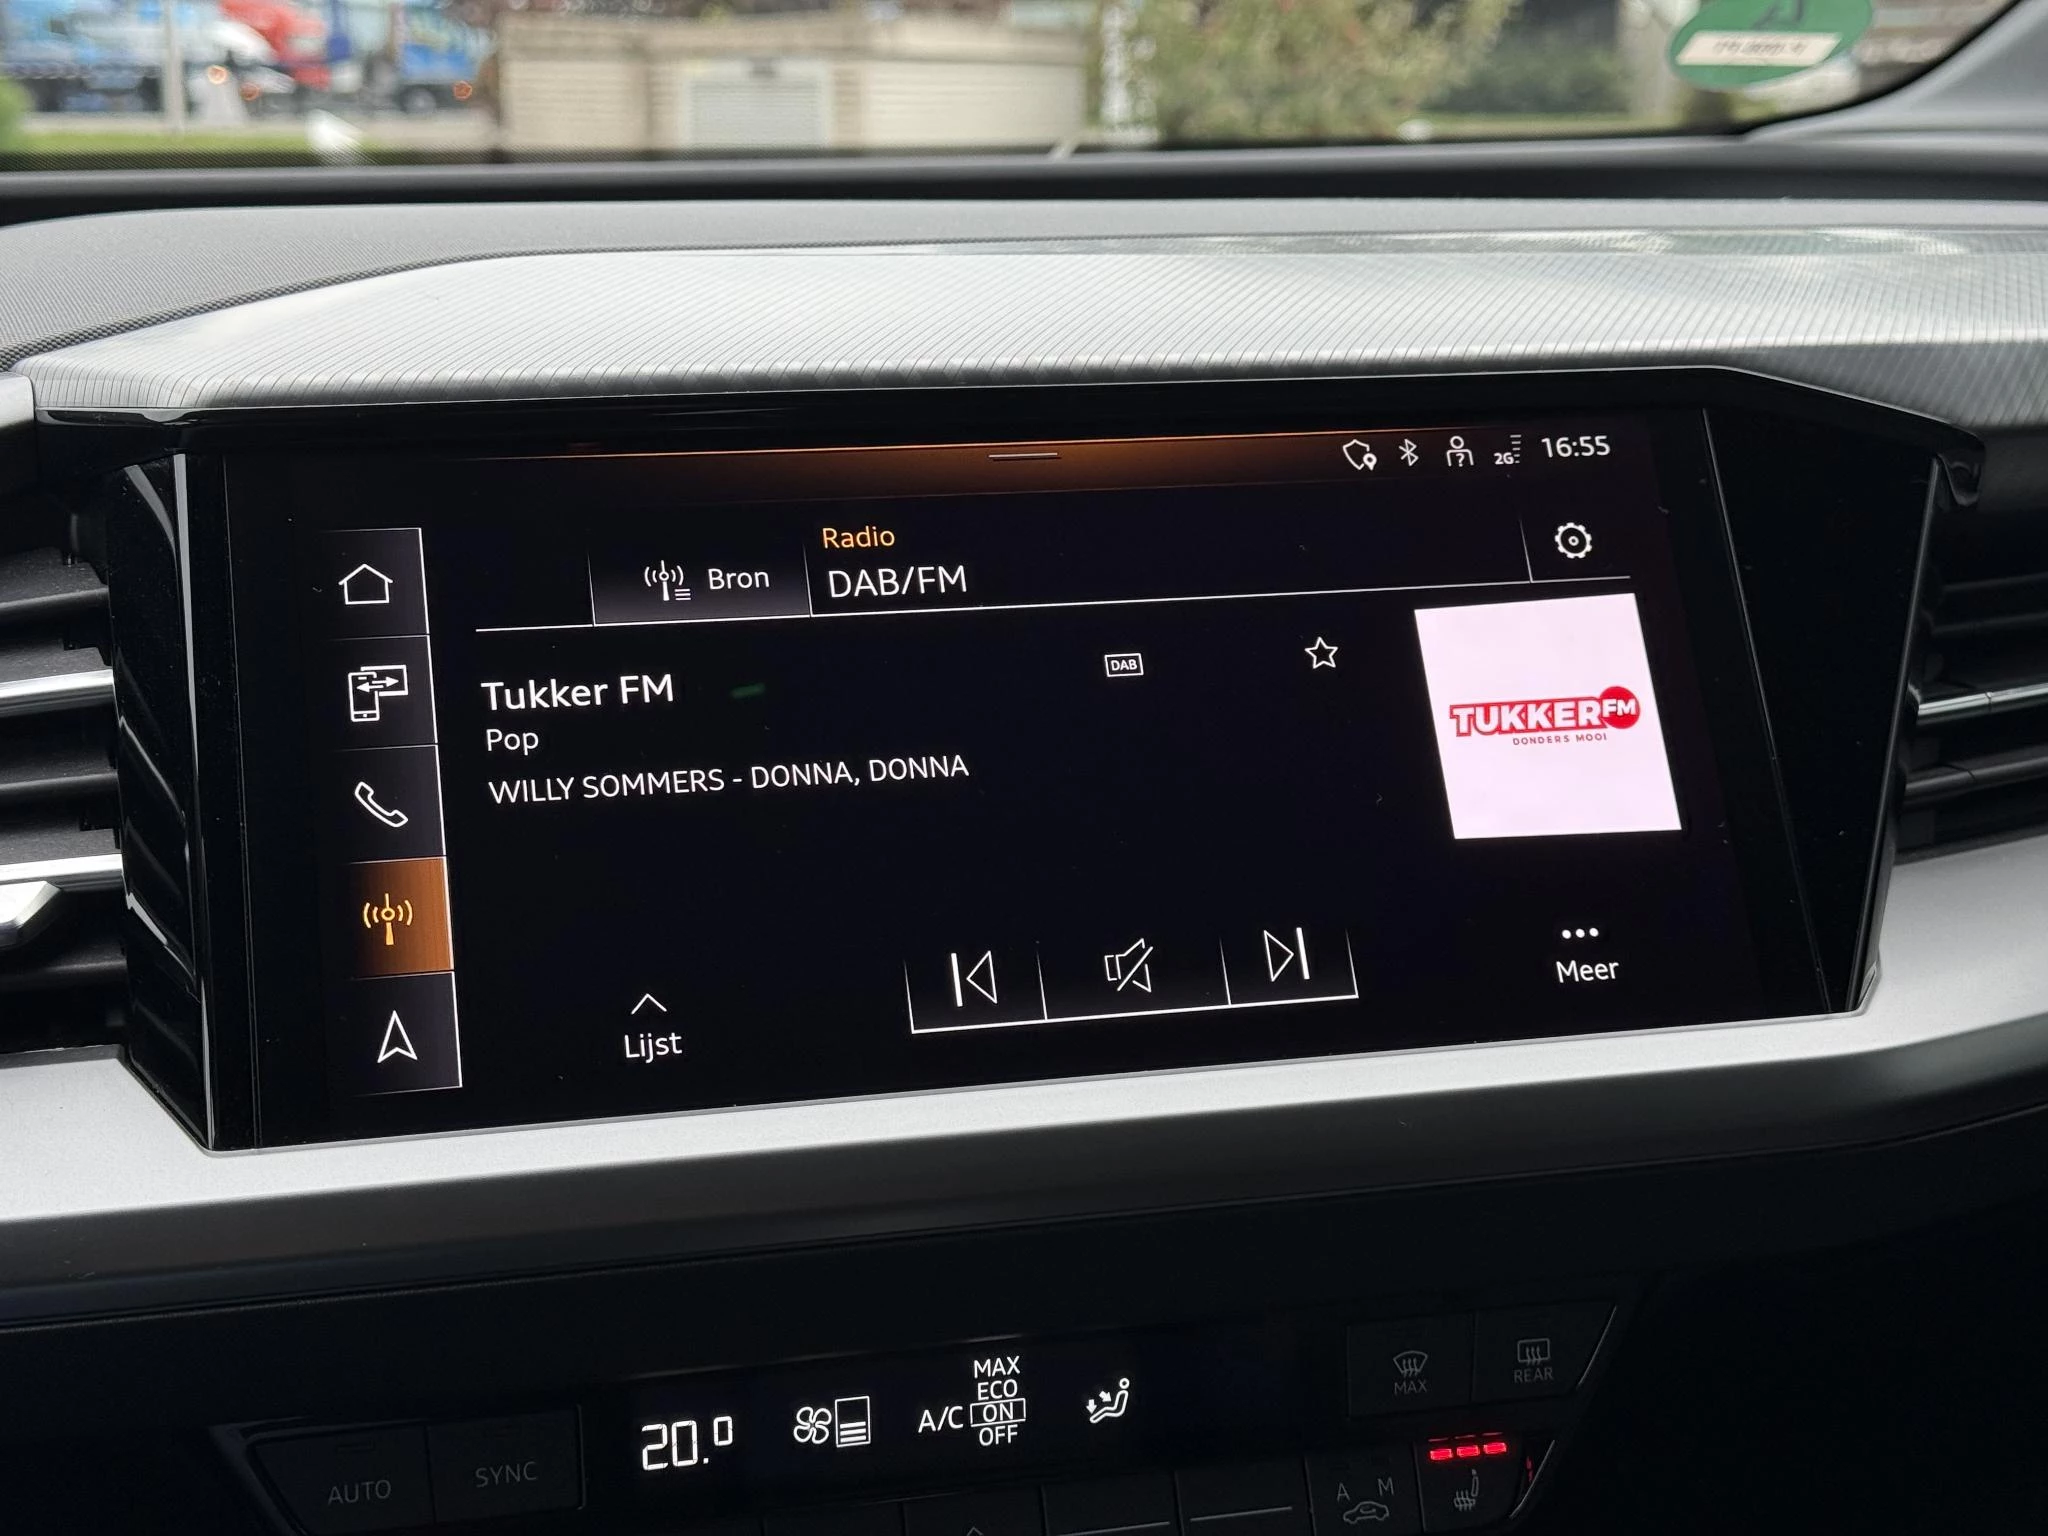 2G
16:55
Radio
Bron
DAB/FM
Tukker FM
DAB
Pop
WILLY SOMMERS - DONNA, DONNA
TUKKER FM
DONDERS MOOI
Lijst
Meer
MAX
ECO
20.0
A/C
ON
OFF
MAX
REAR
AUTO
SYNC
A
M